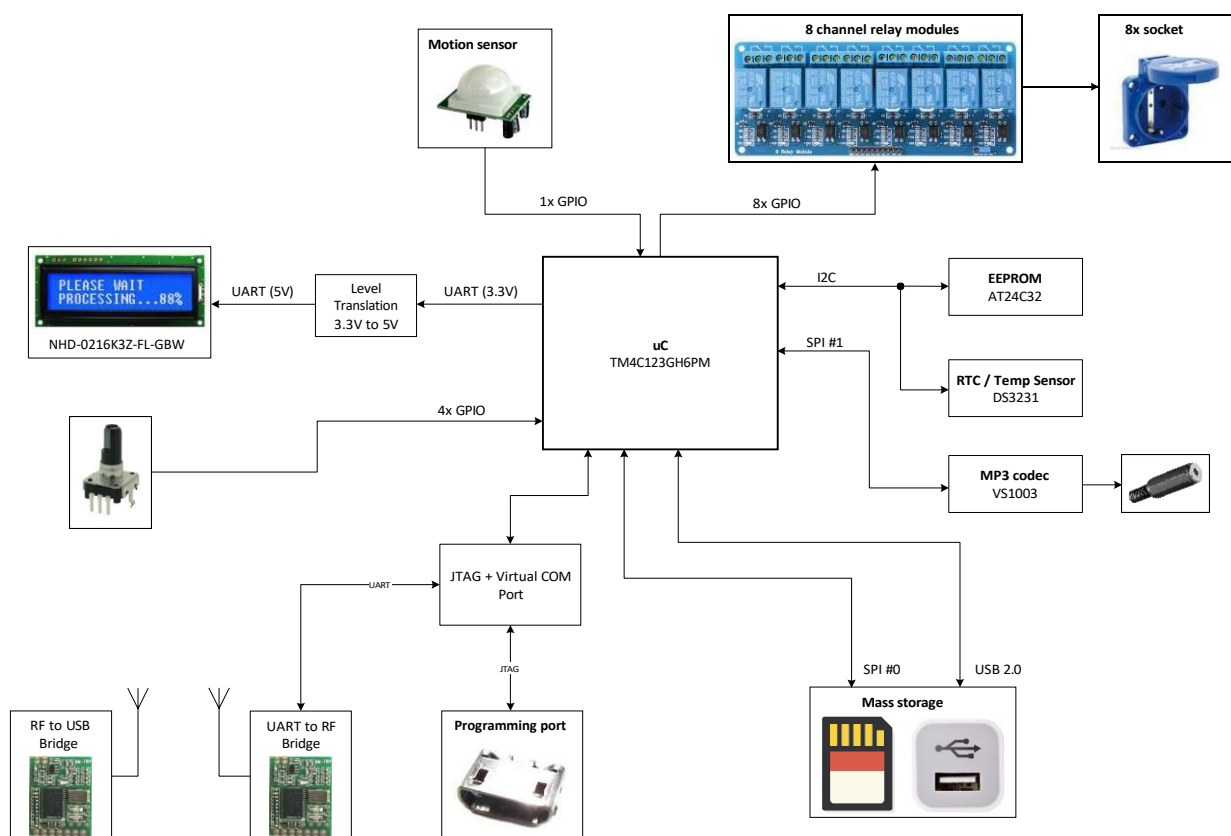 Motion sensor
8 channel relay modules
8x socket
8 Relay Module
1x GPIO
8x GPIO
PLEASE WAIT
PROCESSING...88%
NHD-0216K3Z-FL-GBW
UART (5V)
Level
Translation
3.3V to 5V
UART (3.3V)
uC
TM4C123GH6PM
I2C
EEPROM
AT24C32
SPI #1
RTC / Temp Sensor
DS3231
4x GPIO
MP3 codec
VS1003
JTAG + Virtual COM
Port
UART
JTAG
SPI #0
USB 2.0
RF to USB
Bridge
UART to RF
Bridge
Programming port
Mass storage